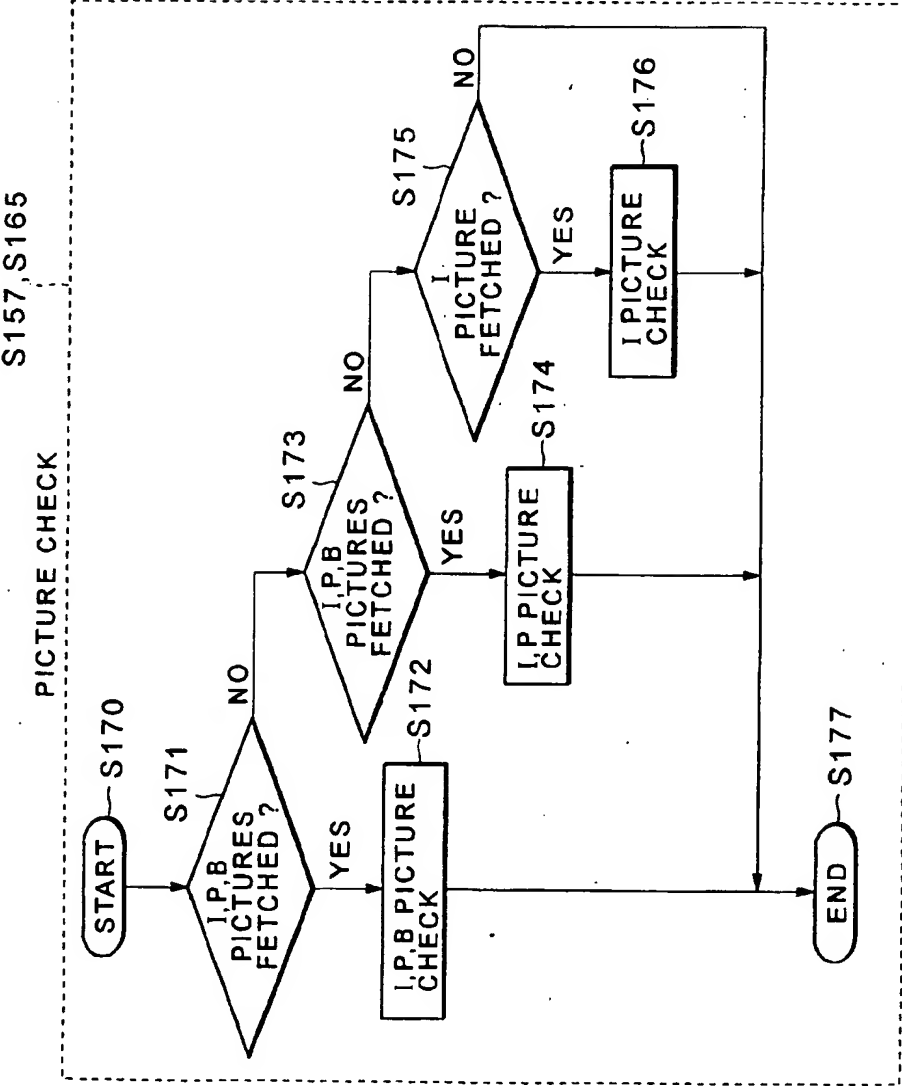 S157,S165
PICTURE CHECK
START
S170
S171
I,P,B
PICTURES
FETCHED ?
NO
YES
S172
I,P,B PICTURE
CHECK
S173
I,P,B
PICTURES
FETCHED ?
NO
YES
S174
I,P PICTURE
CHECK
S175
I
PICTURE
FETCHED ?
NO
YES
S176
I PICTURE
CHECK
END
S177